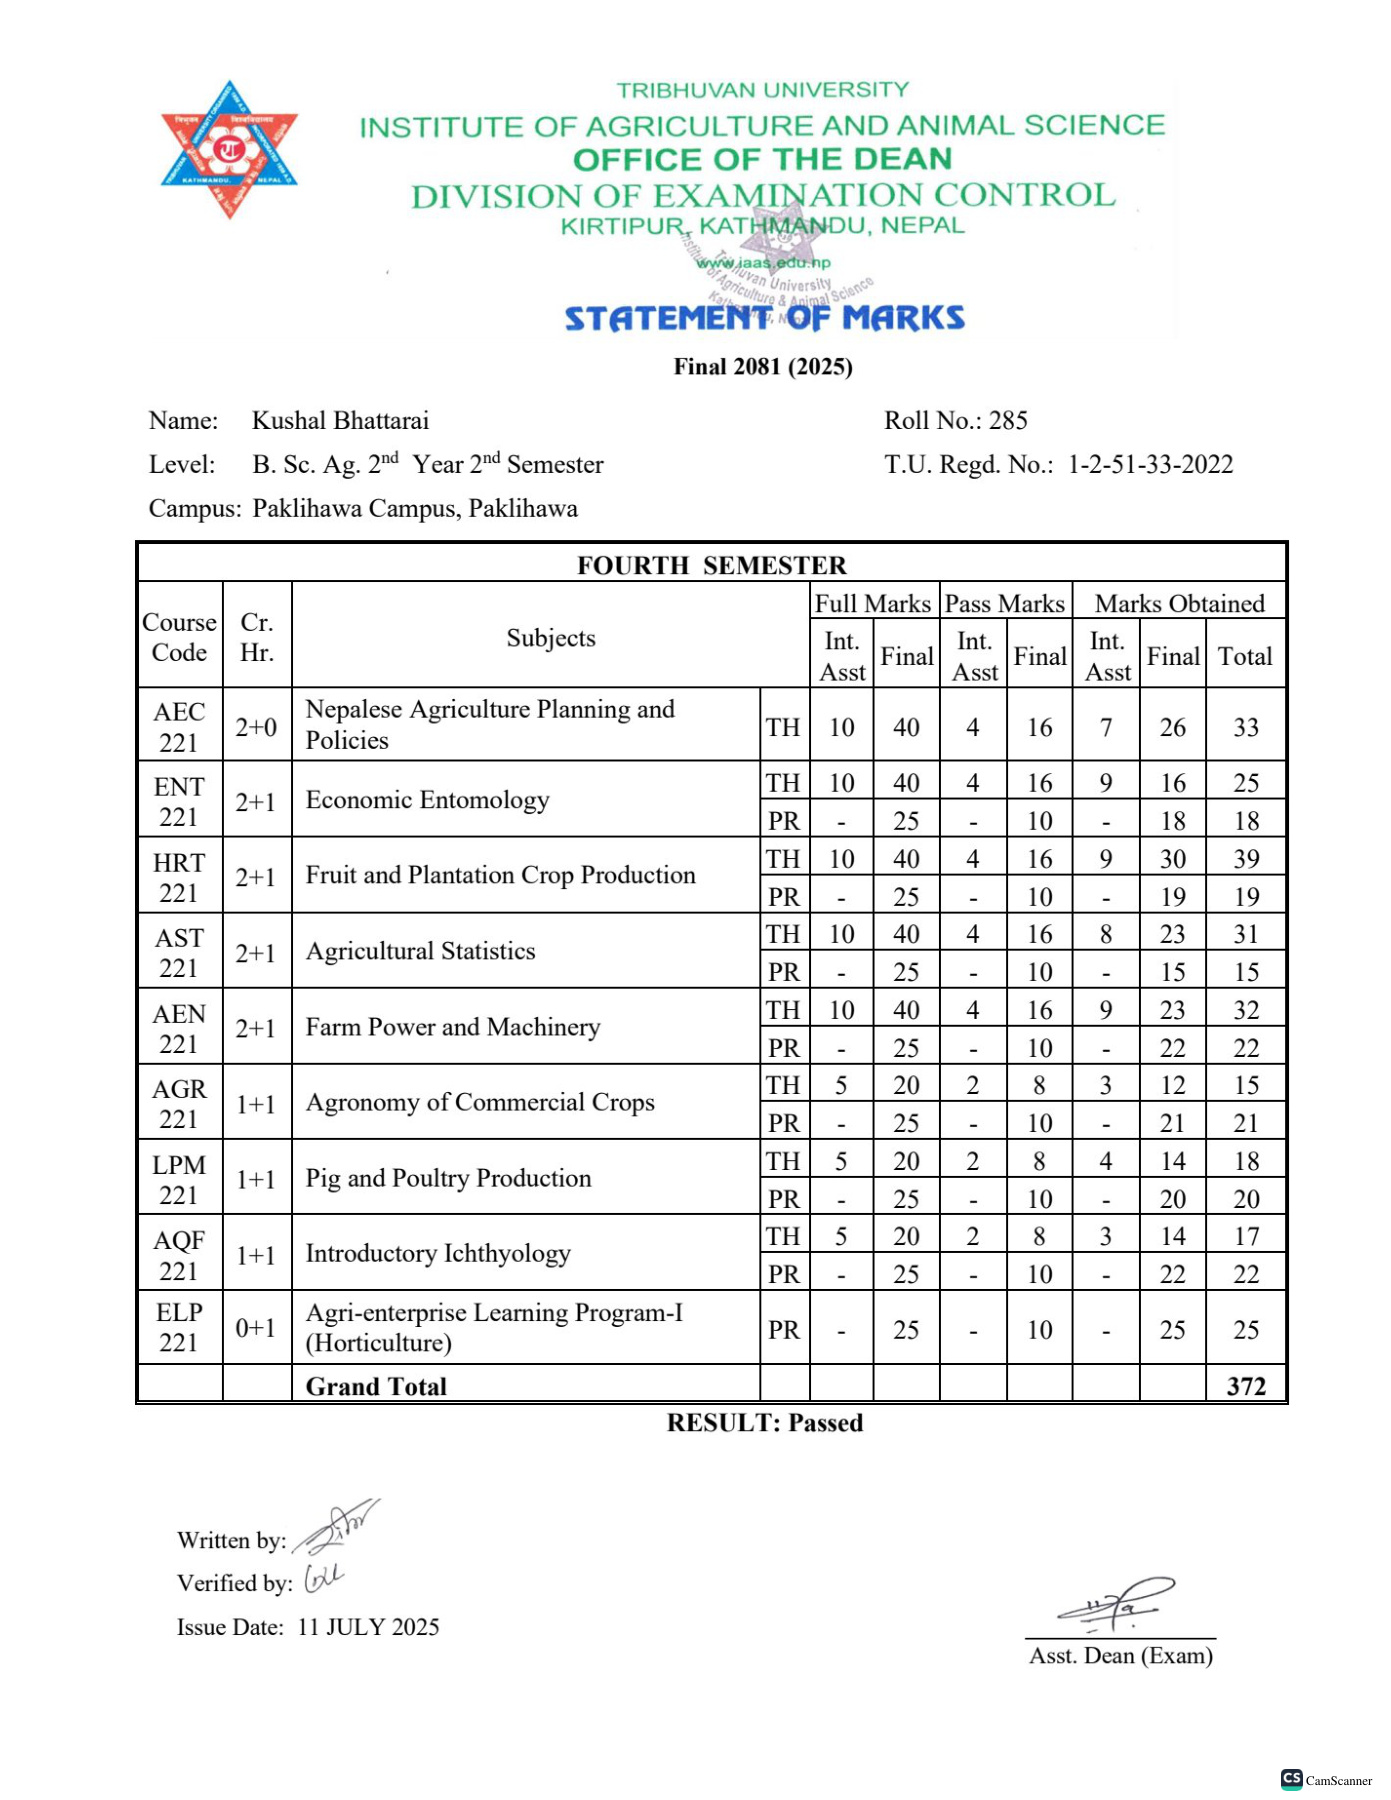 TRIBHUVAN UNIVERSITY
INSTITUTE OF AGRICULTURE AND ANIMAL SCIENCE
OFFICE OF THE DEAN
DIVISION OF EXAMINATION CONTROL
KIRTIPUR, KATHMANDU, NEPAL
www.iaas.edu.np
Tribhuvan University
Institute of Agriculture & Animal Science
Kathmandu, Nepal
STATEMENT OF MARKS
Final 2081 (2025)
Name: Kushal Bhattarai Roll No.: 285
Level: B. Sc. Ag. 2nd Year 2nd Semester T.U. Regd. No.: 1-2-51-33-2022
Campus: Paklihawa Campus, Paklihawa
FOURTH SEMESTER
Course Code Cr. Hr. Subjects Full Marks Pass Marks Marks Obtained
Int. Asst Final Int. Asst Final Int. Asst Final Total
AEC 221 2+0 Nepalese Agriculture Planning and Policies TH 10 40 4 16 7 26 33
ENT 221 2+1 Economic Entomology TH 10 40 4 16 9 16 25
PR - 25 - 10 - 18 18
HRT 221 2+1 Fruit and Plantation Crop Production TH 10 40 4 16 9 30 39
PR - 25 - 10 - 19 19
AST 221 2+1 Agricultural Statistics TH 10 40 4 16 8 23 31
PR - 25 - 10 - 15 15
AEN 221 2+1 Farm Power and Machinery TH 10 40 4 16 9 23 32
PR - 25 - 10 - 22 22
AGR 221 1+1 Agronomy of Commercial Crops TH 5 20 2 8 3 12 15
PR - 25 - 10 - 21 21
LPM 221 1+1 Pig and Poultry Production TH 5 20 2 8 4 14 18
PR - 25 - 10 - 20 20
AQF 221 1+1 Introductory Ichthyology TH 5 20 2 8 3 14 17
PR - 25 - 10 - 22 22
ELP 221 0+1 Agri-enterprise Learning Program-I (Horticulture) PR - 25 - 10 - 25 25
Grand Total 372
RESULT: Passed
Written by:
Verified by:
Issue Date: 11 JULY 2025
Asst. Dean (Exam)
CS CamScanner